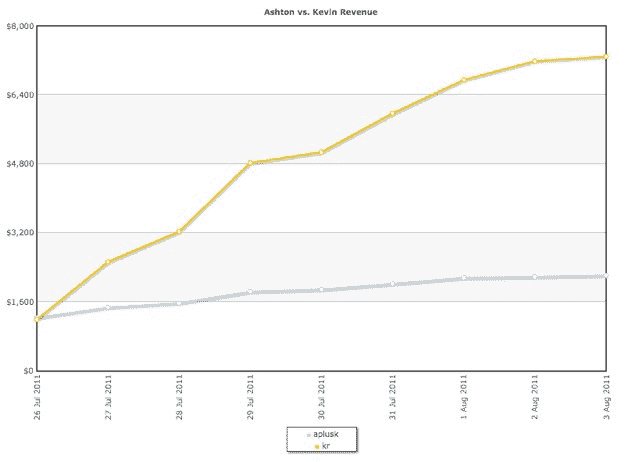 Ashton vs. Kevin Revenue
$8,000
$6,400
$4,800
$3,200
$1,600
$0
26 Jul 2011
27 Jul 2011
28 Jul 2011
29 Jul 2011
30 Jul 2011
31 Jul 2011
1 Aug 2011
2 Aug 2011
3 Aug 2011
aplusk
kr